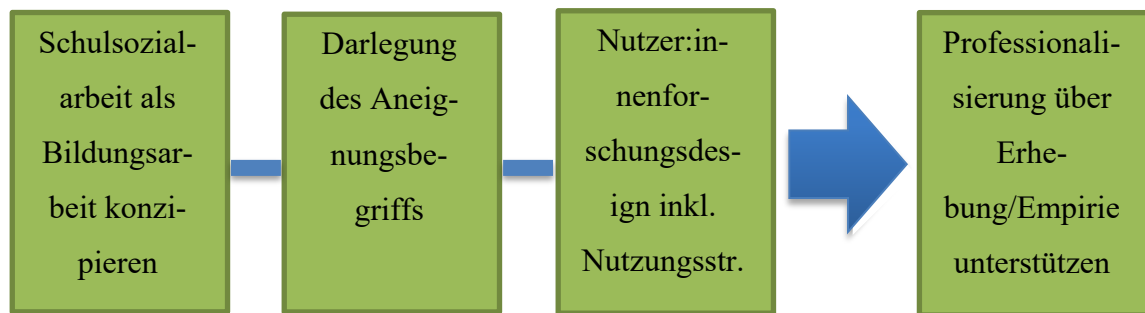 Schulsozial-
arbeit als
Bildungsar-
beit konzi-
pieren
Darlegung
des Aneig-
nungsbe-
griffs
Nutzer:in-
nenfor-
schungsdes-
ign inkl.
Nutzungsstr.
Professionali-
sierung über
Erhe-
bung/Empirie
unterstützen